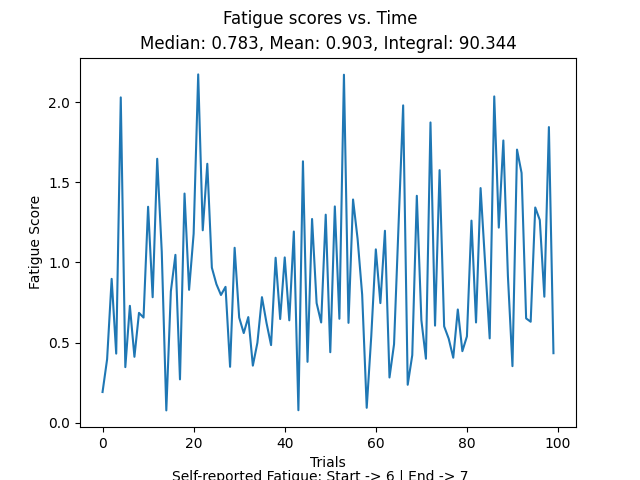 Fatigue scores vs. Time
Median: 0.783, Mean: 0.903, Integral: 90.344
Fatigue Score
2.0
1.5
1.0
0.5
0.0
0 20 40 60 80 100
Trials
Self-reported Fatigue: Start -> 6 | End -> 7